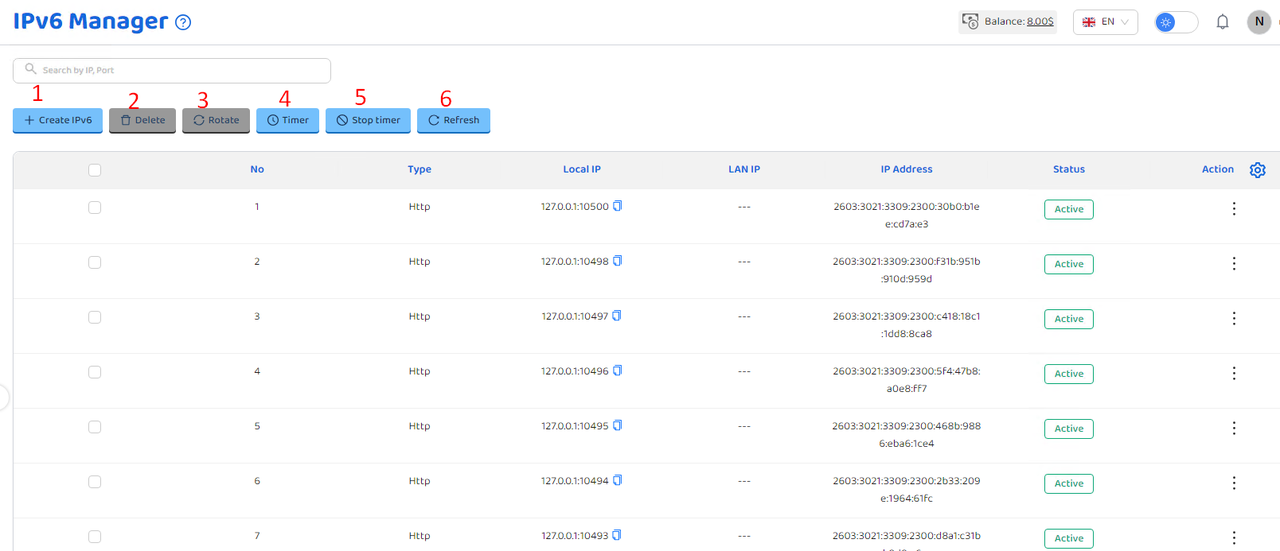 IPv6 Manager
Balance: 8.00$ EN N
Search by IP, Port
1 2 3 4 5 6
Create IPv6 Delete Rotate Timer Stop timer Refresh
No Type Local IP LAN IP IP Address Status Action
1 Http 127.0.0.1:10500 --- 2603:3021:3309:2300:30b0:b1e Active
e:cd7a:e3
2 Http 127.0.0.1:10498 --- 2603:3021:3309:2300:f31b:951b Active
:910d:959d
3 Http 127.0.0.1:10497 --- 2603:3021:3309:2300:c418:18c1 Active
:1dd8:8ca8
4 Http 127.0.0.1:10496 --- 2603:3021:3309:2300:5f4:47b8: Active
a0e8:ff7
5 Http 127.0.0.1:10495 --- 2603:3021:3309:2300:468b:988 Active
6:eba6:1ce4
6 Http 127.0.0.1:10494 --- 2603:3021:3309:2300:2b33:209 Active
e:1964:61fc
7 Http 127.0.0.1:10493 --- 2603:3021:3309:2300:d8a1:c31b Active